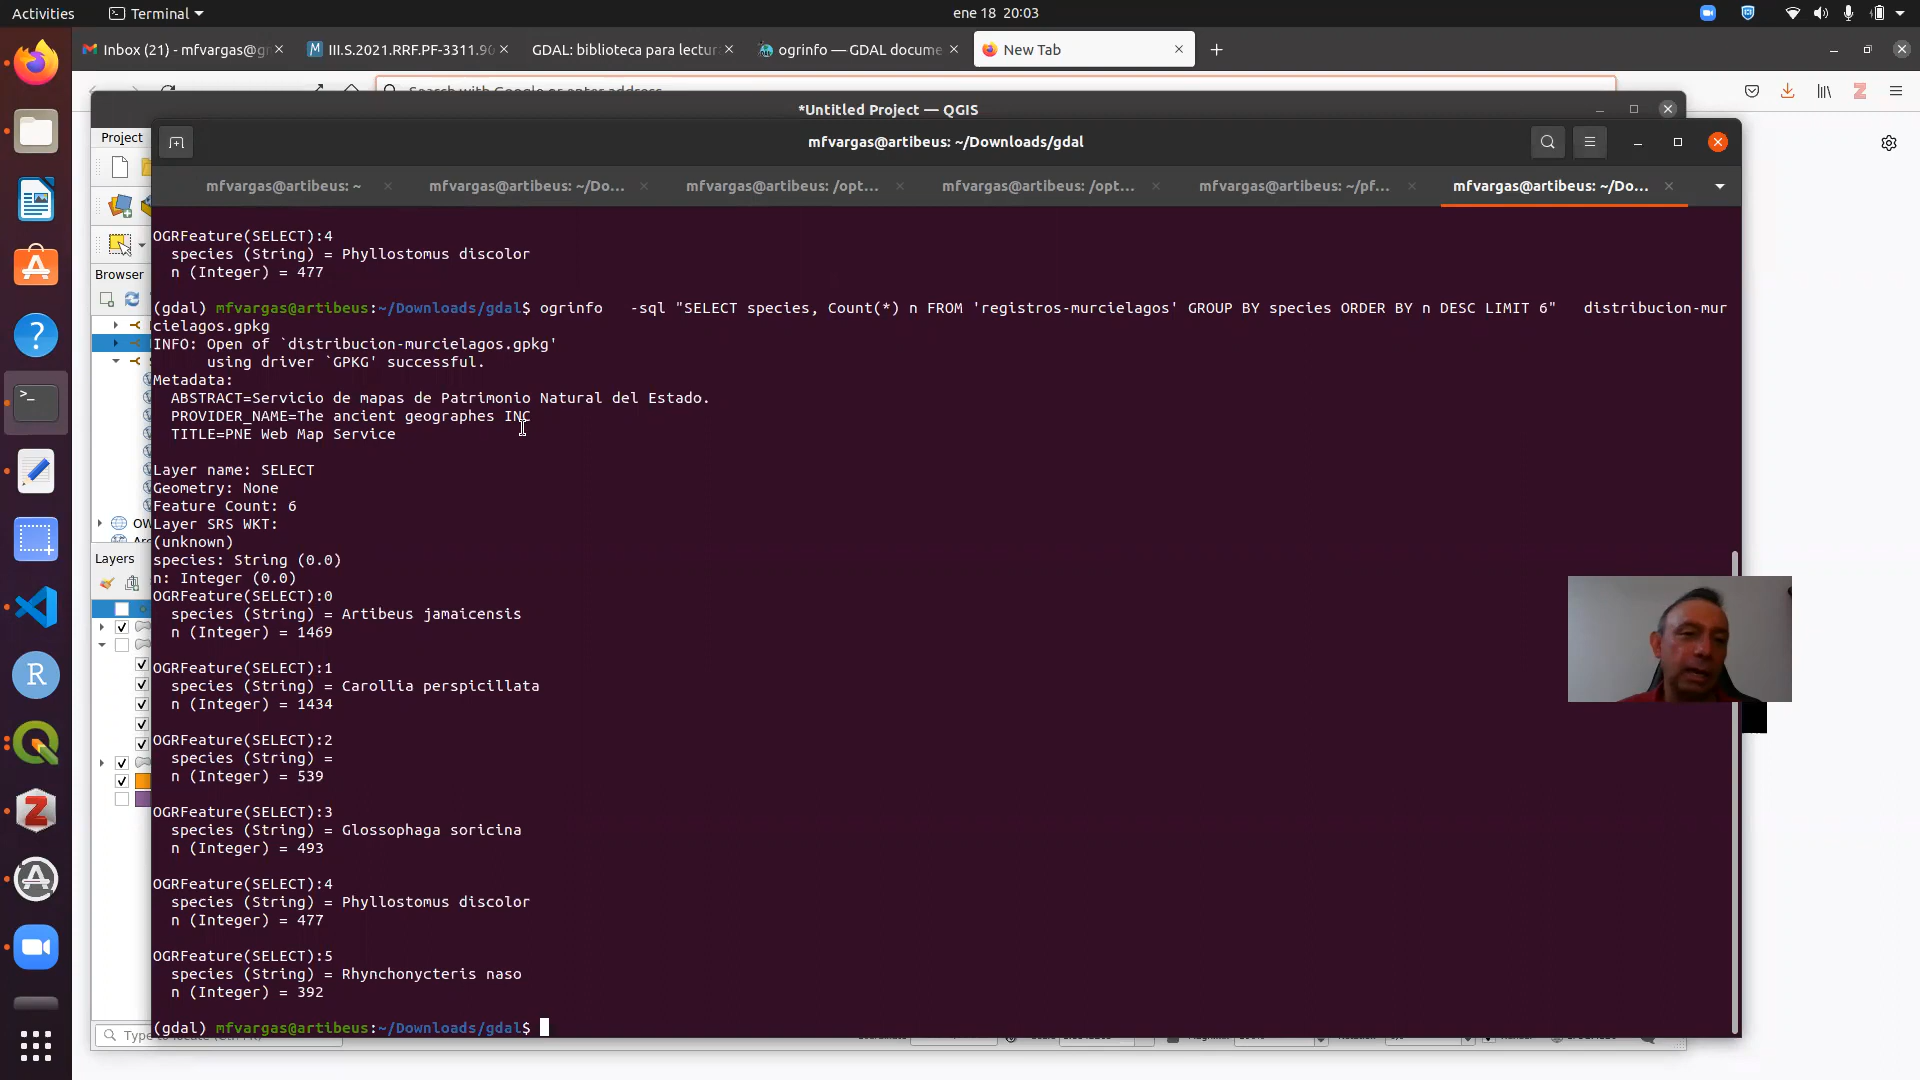 Activities
Terminal
ene 18 20:03
Inbox (21) - mfvargas@g
III.S.2021.RRF.PF-3311.90
GDAL: biblioteca para lectur
ogrinfo — GDAL docume
New Tab
Search with Google or enter address
*Untitled Project — QGIS
Project
mfvargas@artibeus: ~/Downloads/gdal
mfvargas@artibeus: ~
mfvargas@artibeus: ~/Do...
mfvargas@artibeus: /opt...
mfvargas@artibeus: /opt...
mfvargas@artibeus: ~/pf...
mfvargas@artibeus: ~/Do...
Browser
OW
Layers
OGRFeature(SELECT):4
species (String) = Phyllostomus discolor
n (Integer) = 477
(gdal) mfvargas@artibeus:~/Downloads/gdal$ ogrinfo -sql "SELECT species, Count(*) n FROM 'registros-murcielagos' GROUP BY species ORDER BY n DESC LIMIT 6" distribucion-mur
cielagos.gpkg
INFO: Open of `distribucion-murcielagos.gpkg'
using driver `GPKG' successful.
Metadata:
ABSTRACT=Servicio de mapas de Patrimonio Natural del Estado.
PROVIDER_NAME=The ancient geographes INC
TITLE=PNE Web Map Service
Layer name: SELECT
Geometry: None
Feature Count: 6
Layer SRS WKT:
(unknown)
species: String (0.0)
n: Integer (0.0)
OGRFeature(SELECT):0
species (String) = Artibeus jamaicensis
n (Integer) = 1469
OGRFeature(SELECT):1
species (String) = Carollia perspicillata
n (Integer) = 1434
OGRFeature(SELECT):2
species (String) =
n (Integer) = 539
OGRFeature(SELECT):3
species (String) = Glossophaga soricina
n (Integer) = 493
OGRFeature(SELECT):4
species (String) = Phyllostomus discolor
n (Integer) = 477
OGRFeature(SELECT):5
species (String) = Rhynchonycteris naso
n (Integer) = 392
(gdal) mfvargas@artibeus:~/Downloads/gdal$
Type to locate (Ctrl+K)